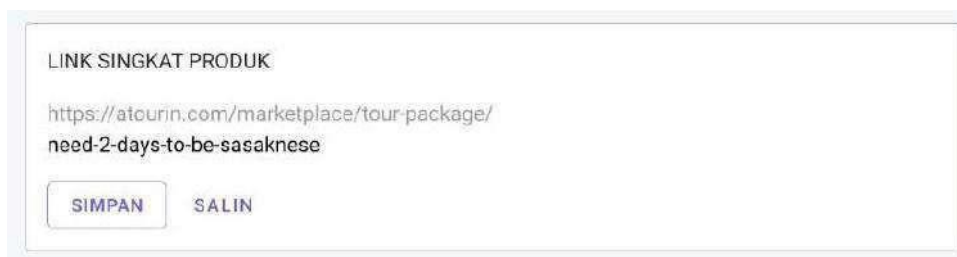 LINK SINGKAT PRODUK
https://atourin.com/marketplace/tour-package/
need-2-days-to-be-sasaknese
SIMPAN SALIN